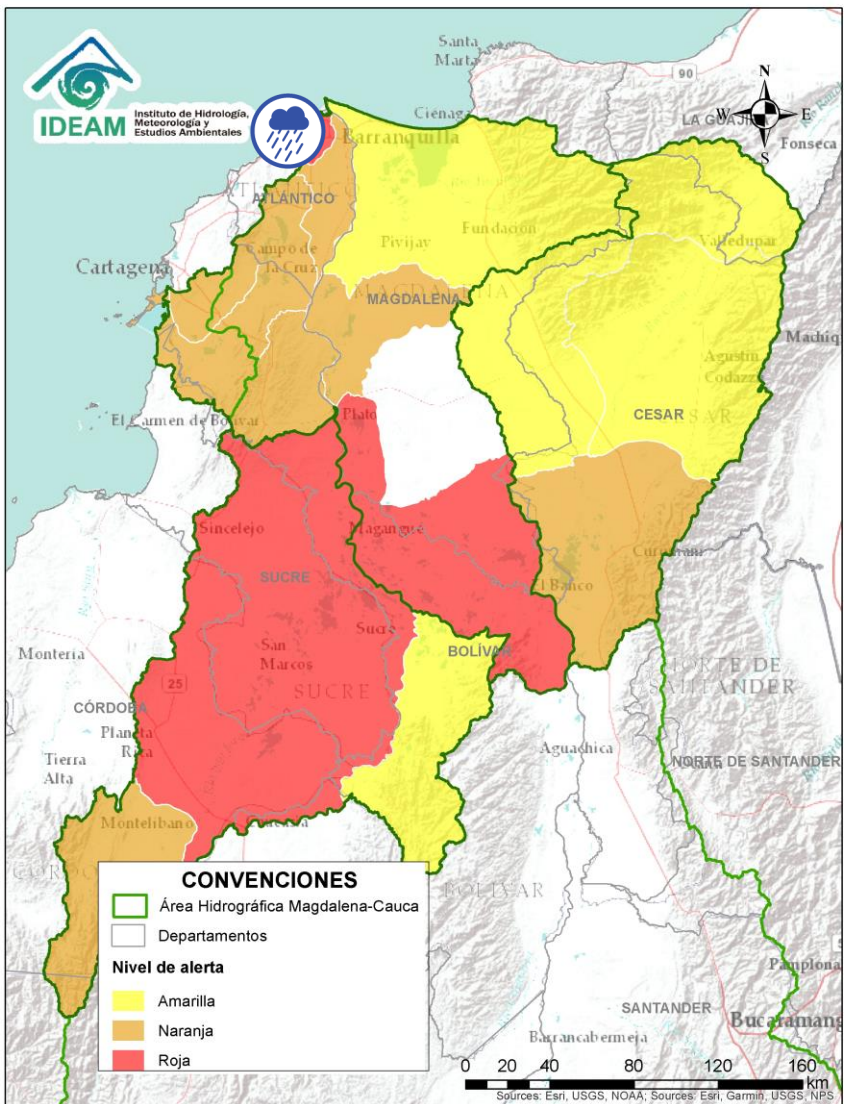 IDEAM
Instituto de Hidrología,
Meteorología y
Estudios Ambientales
Santa
Marta
90
N
W
E
S
LA GUAJIRA
Ciénaga
Barranquilla
Fonseca
ATLÁNTICO
ATLÁNTICO
Fundación
Pivijay
Valledupar
Campo de
la Cruz
Cartagena
MAGDALENA
MAGDALENA
Agustín
Codazzi
El Carmen de Bolívar
Plato
CESAR
CESAR
Sincelejo
Magangué
SUCRE
El Banco
Sucre
San
Marcos
BOLÍVAR
Montería
25
SUCRE
NORTE DE
SANTANDER
CÓRDOBA
Planeta
Rica
Aguachica
NORTE DE SANTANDER
Tierra
Alta
Montelibano
BOLÍVAR
CONVENCIONES
Área Hidrográfica Magdalena-Cauca
Departamentos
Nivel de alerta
Amarilla
Naranja
Roja
Pamplona
SANTANDER
Barrancabermeja
0 20 40 80 120 160
km
Sources: Esri, USGS, NOAA; Sources: Esri, Garmin, USGS, NPS